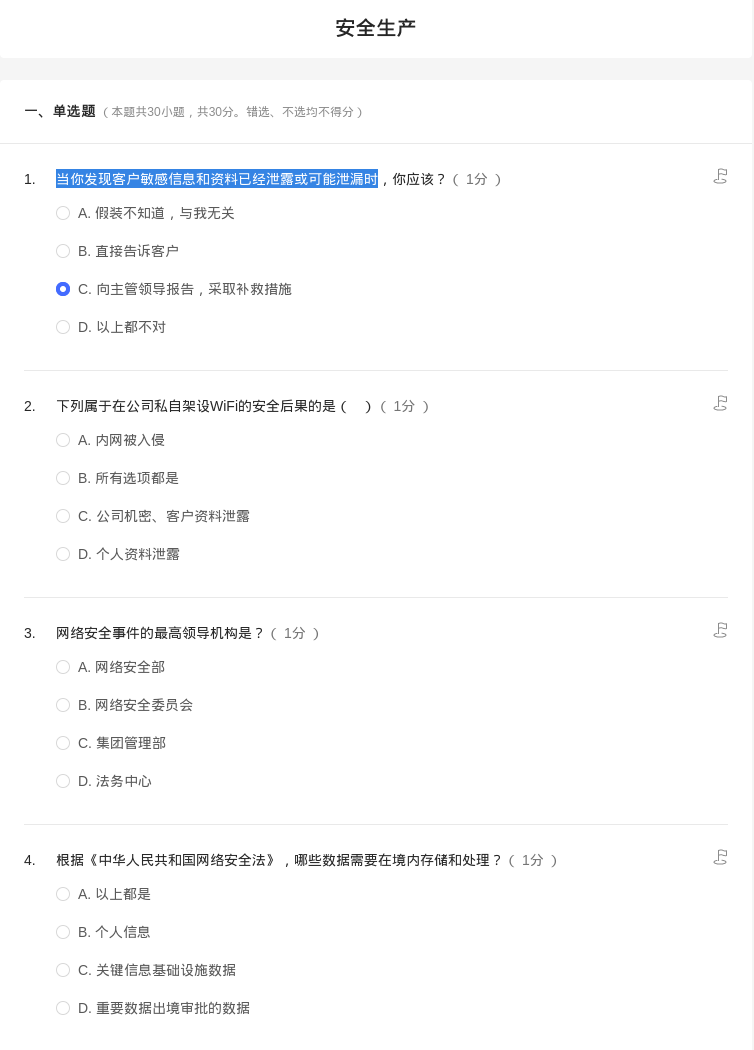 安全生产
一、单选题（本题共30小题，共30分。错选、不选均不得分）
1. 当你发现客户敏感信息和资料已经泄露或可能泄漏时，你应该？（ 1分 ）
A. 假装不知道，与我无关
B. 直接告诉客户
C. 向主管领导报告，采取补救措施
D. 以上都不对
2. 下列属于在公司私自架设WiFi的安全后果的是（ ）（ 1分 ）
A. 内网被入侵
B. 所有选项都是
C. 公司机密、客户资料泄露
D. 个人资料泄露
3. 网络安全事件的最高领导机构是？（ 1分 ）
A. 网络安全部
B. 网络安全委员会
C. 集团管理部
D. 法务中心
4. 根据《中华人民共和国网络安全法》，哪些数据需要在境内存储和处理？（ 1分 ）
A. 以上都是
B. 个人信息
C. 关键信息基础设施数据
D. 重要数据出境审批的数据